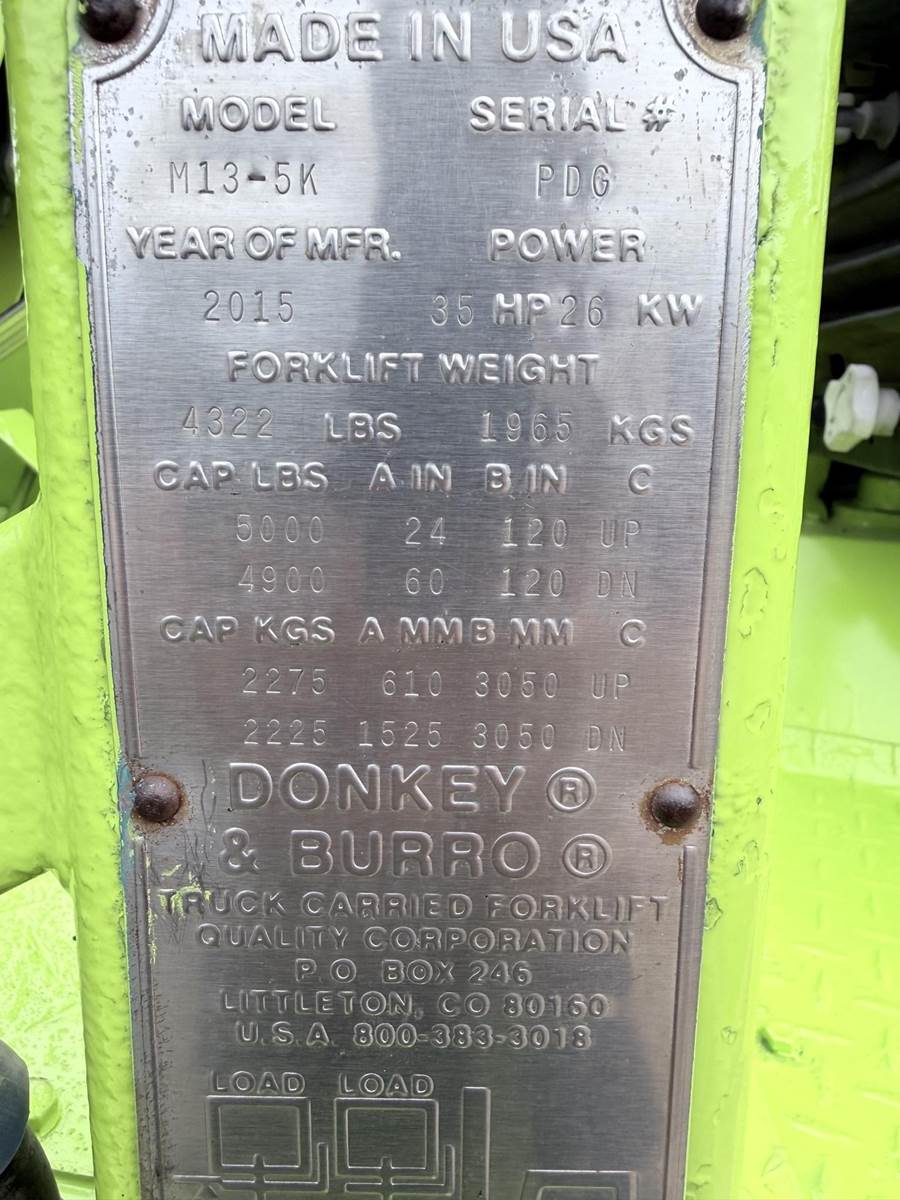 MADE IN USA
MODEL SERIAL #
M13-5K PDG
YEAR OF MFR. POWER
2015 35 HP 26 KW
FORKLIFT WEIGHT
4322 LBS 1965 KGS
CAP LBS A IN B IN C
5000 24 120 UP
4900 60 120 DN
CAP KGS A MM B MM C
2275 610 3050 UP
2225 1525 3050 DN
DONKEY ®
& BURRO ®
TRUCK CARRIED FORKLIFT
QUALITY CORPORATION
P.O. BOX 246
LITTLETON, CO 80160
U.S.A. 800-383-3018
LOAD LOAD